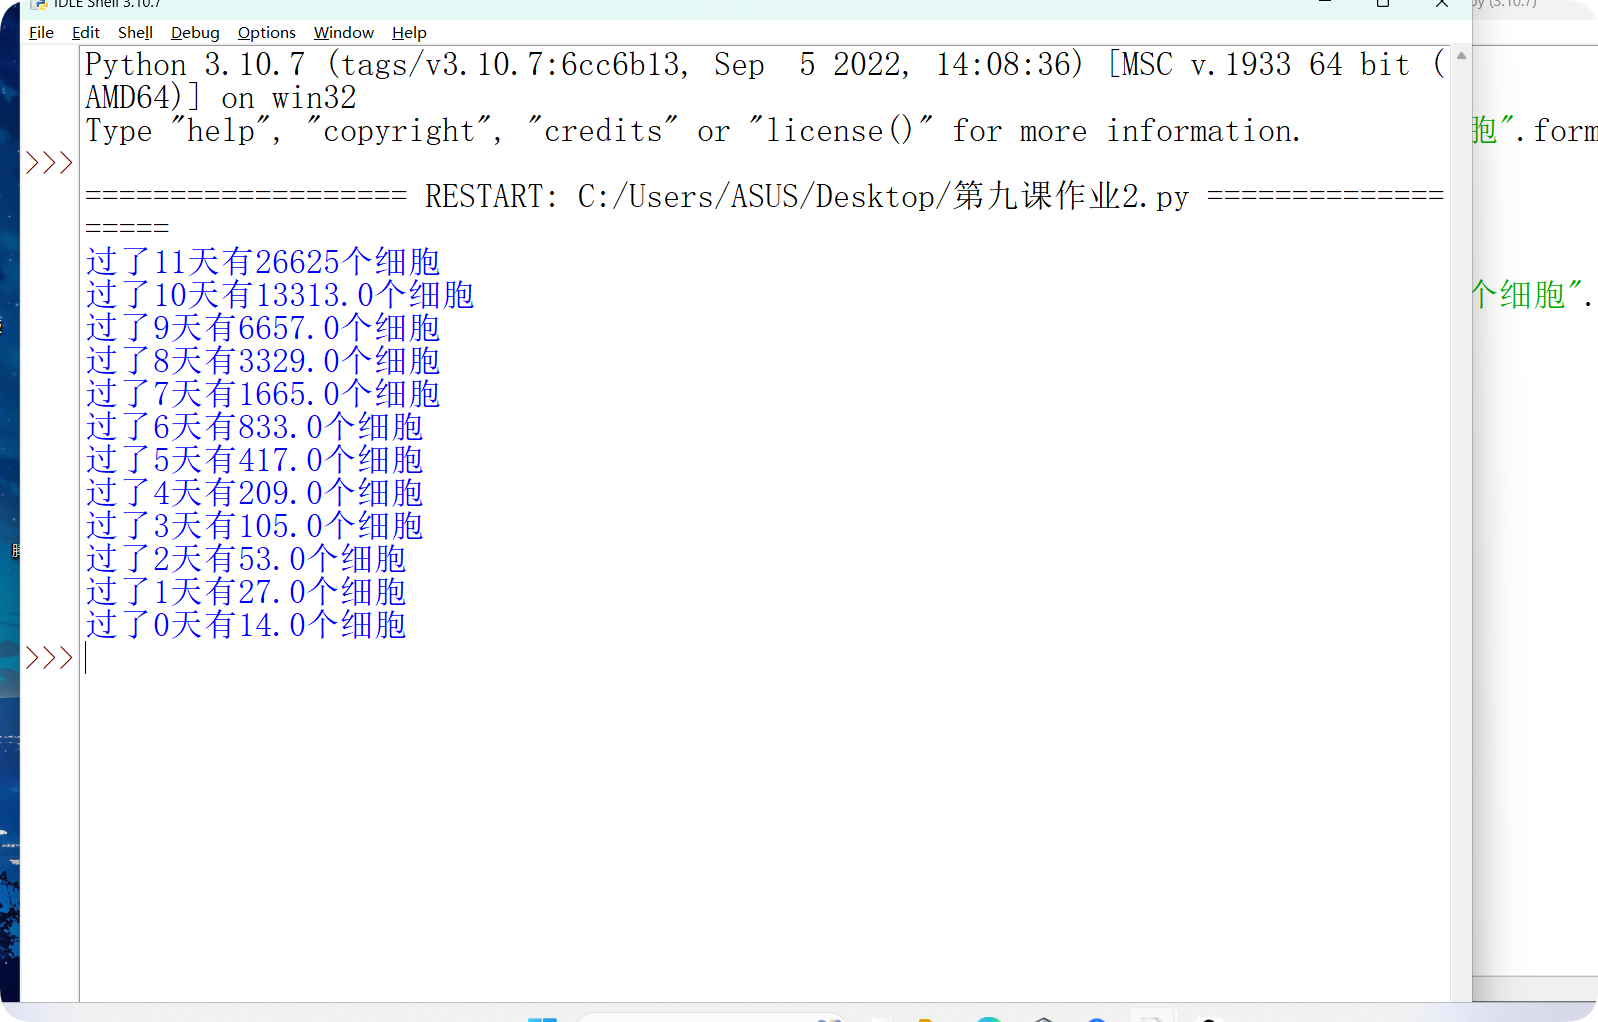 IDLE Shell 3.10.7
File Edit Shell Debug Options Window Help
Python 3.10.7 (tags/v3.10.7:6cc6b13, Sep  5 2022, 14:08:36) [MSC v.1933 64 bit (
AMD64)] on win32
Type "help", "copyright", "credits" or "license()" for more information.
>>>
=================== RESTART: C:/Users/ASUS/Desktop/第九课作业2.py ==============
=====
过了11天有26625个细胞
过了10天有13313.0个细胞
过了9天有6657.0个细胞
过了8天有3329.0个细胞
过了7天有1665.0个细胞
过了6天有833.0个细胞
过了5天有417.0个细胞
过了4天有209.0个细胞
过了3天有105.0个细胞
过了2天有53.0个细胞
过了1天有27.0个细胞
过了0天有14.0个细胞
>>>
py (3.10.7)
胞".form
个细胞".